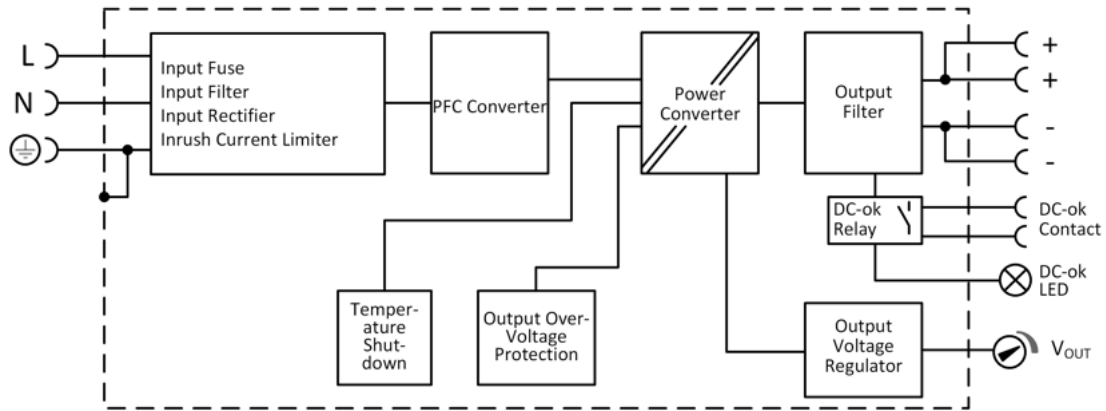 L
N
Input Fuse
Input Filter
Input Rectifier
Inrush Current Limiter
PFC Converter
Power
Converter
Output
Filter
+
+
-
-
DC-ok
Relay
DC-ok
Contact
DC-ok
LED
Temper-
ature
Shut-
down
Output Over-
Voltage
Protection
Output
Voltage
Regulator
VOUT